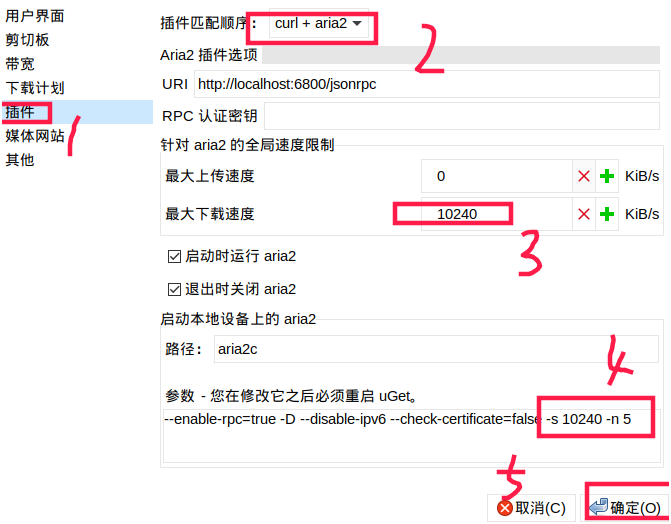 用户界面
剪切板
带宽
下载计划
插件
媒体网站
其他
1
插件匹配顺序： curl + aria2
2
Aria2 插件选项
URI http://localhost:6800/jsonrpc
RPC 认证密钥
针对 aria2 的全局速度限制
最大上传速度 0 KiB/s
最大下载速度 10240 KiB/s
3
启动时运行 aria2
退出时关闭 aria2
启动本地设备上的 aria2
路径： aria2c
4
参数 - 您在修改它之后必须重启 uGet。
--enable-rpc=true -D --disable-ipv6 --check-certificate=false -s 10240 -n 5
5
取消(C) 确定(O)